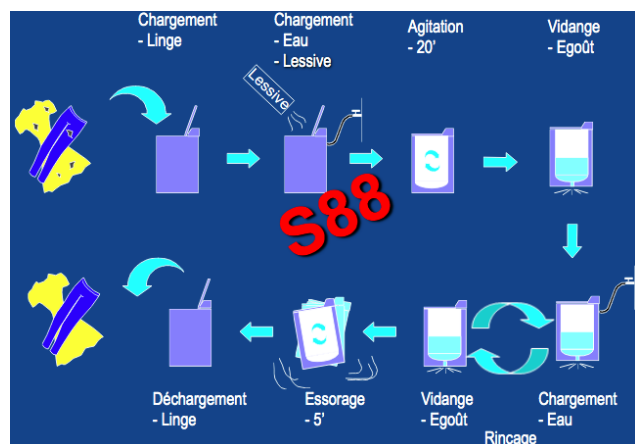 Chargement
- Linge
Chargement
- Eau
- Lessive
Agitation
- 20'
Vidange
- Egoût
Lessive
S88
Déchargement
- Linge
Essorage
- 5'
Vidange
- Egoût
Chargement
- Eau
Rinçage